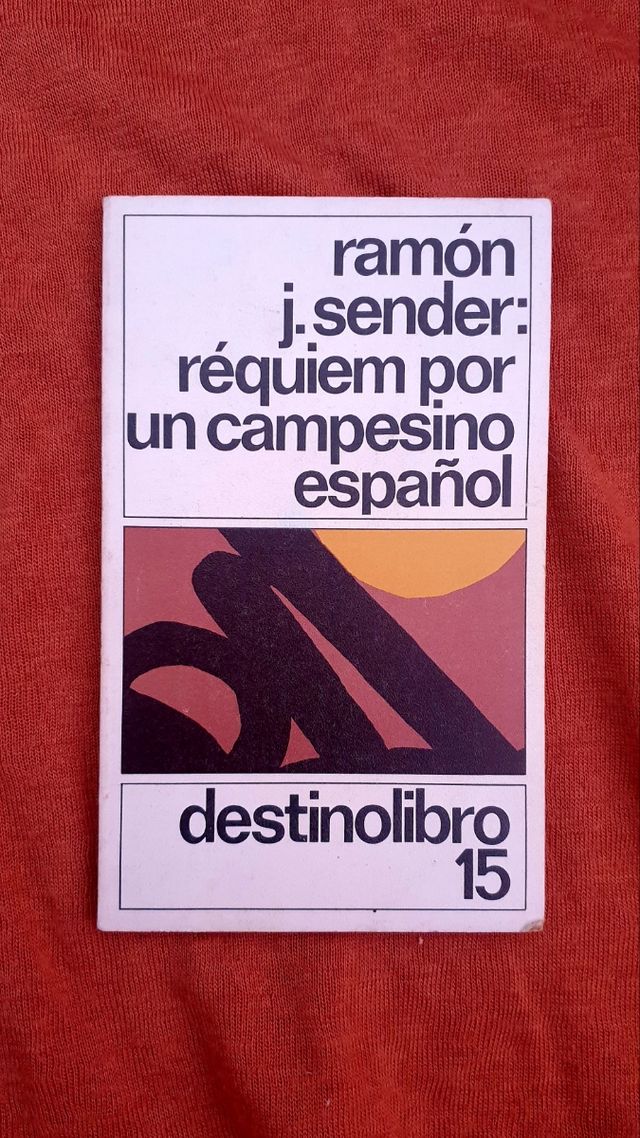 ramón
j. sender:
réquiem por
un campesino
español
destinolibro
15